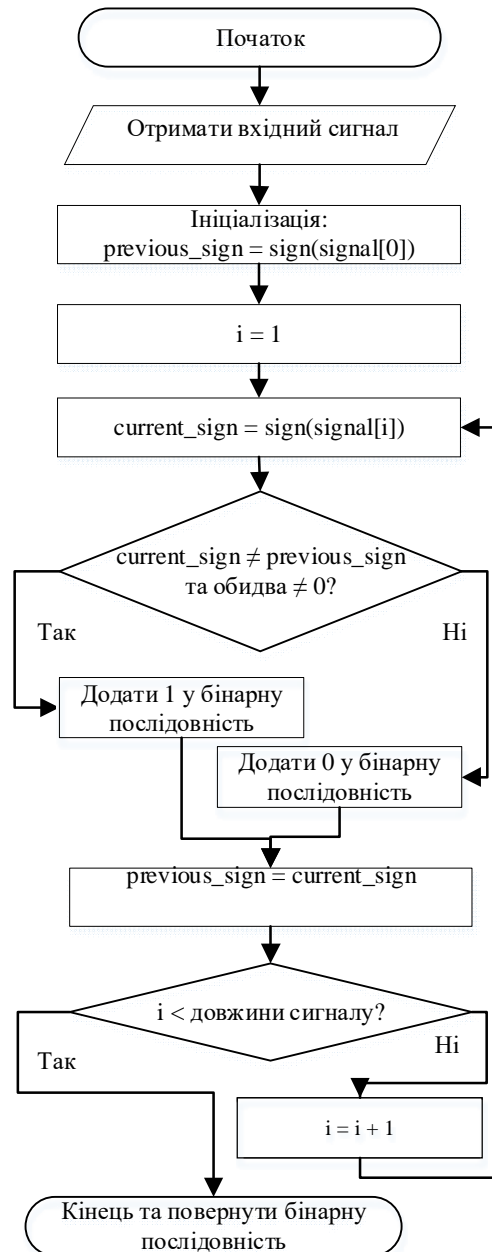 Початок
Отримати вхідний сигнал
Ініціалізація:
previous_sign = sign(signal[0])
i = 1
current_sign = sign(signal[i])
current_sign ≠ previous_sign
та обидва ≠ 0?
Так
Ні
Додати 1 у бінарну
послідовність
Додати 0 у бінарну
послідовність
previous_sign = current_sign
i < довжини сигналу?
Так
Ні
i = i + 1
Кінець та повернути бінарну
послідовність